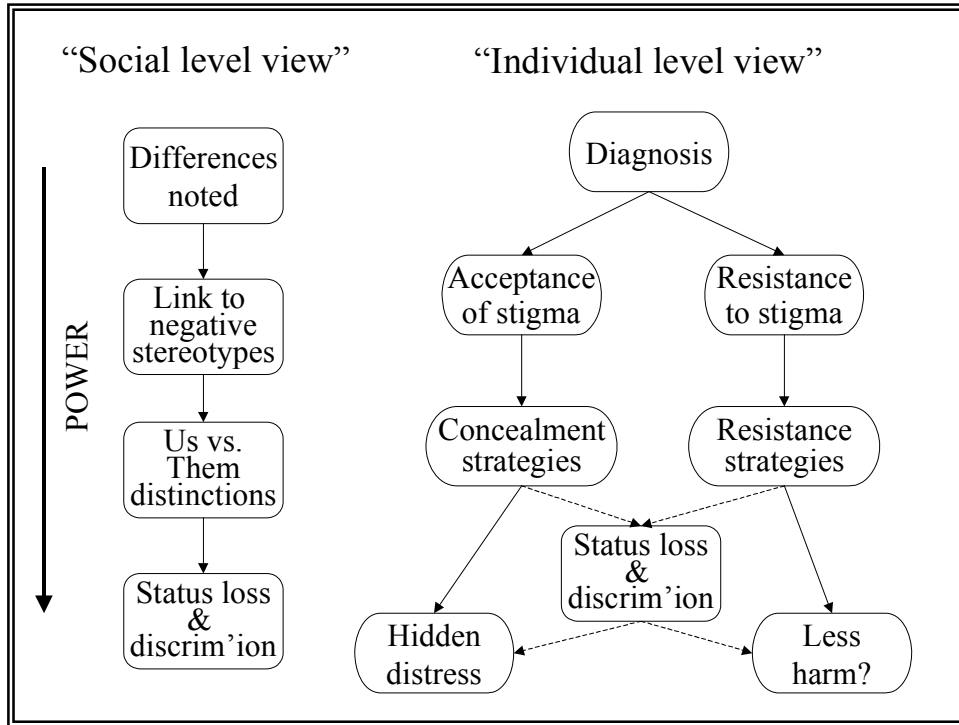 “Social level view”
“Individual level view”
POWER
Differences
noted
Link to
negative
stereotypes
Us vs.
Them
distinctions
Status loss
&
discrim’ion
Diagnosis
Acceptance
of stigma
Resistance
to stigma
Concealment
strategies
Resistance
strategies
Status loss
&
discrim’ion
Hidden
distress
Less
harm?